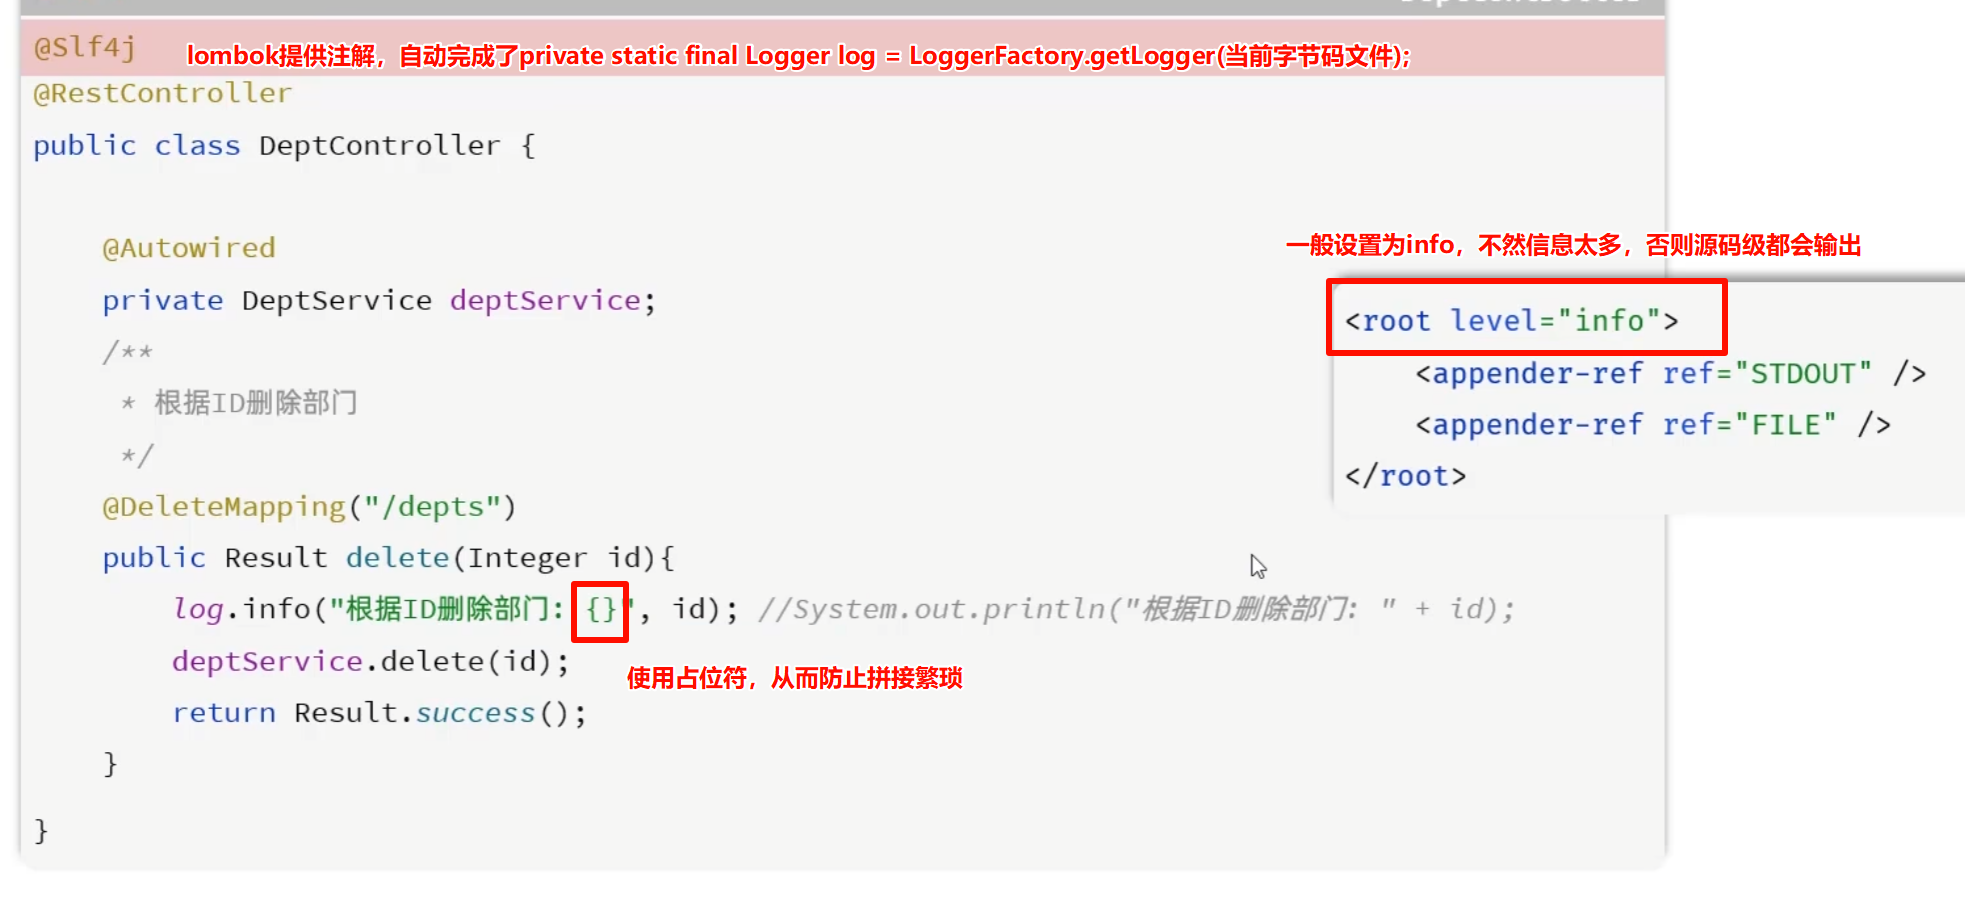 @Slf4j lombok提供注解，自动完成了private static final Logger log = LoggerFactory.getLogger(当前字节码文件);
@RestController
public class DeptController {
@Autowired
private DeptService deptService;
/**
* 根据ID删除部门
*/
@DeleteMapping("/depts")
public Result delete(Integer id){
log.info("根据ID删除部门: {}", id); //System.out.println("根据ID删除部门: " + id);
deptService.delete(id);
使用占位符，从而防止拼接繁琐
return Result.success();
}
}
一般设置为info，不然信息太多，否则源码级都会输出
<root level="info">
<appender-ref ref="STDOUT" />
<appender-ref ref="FILE" />
</root>